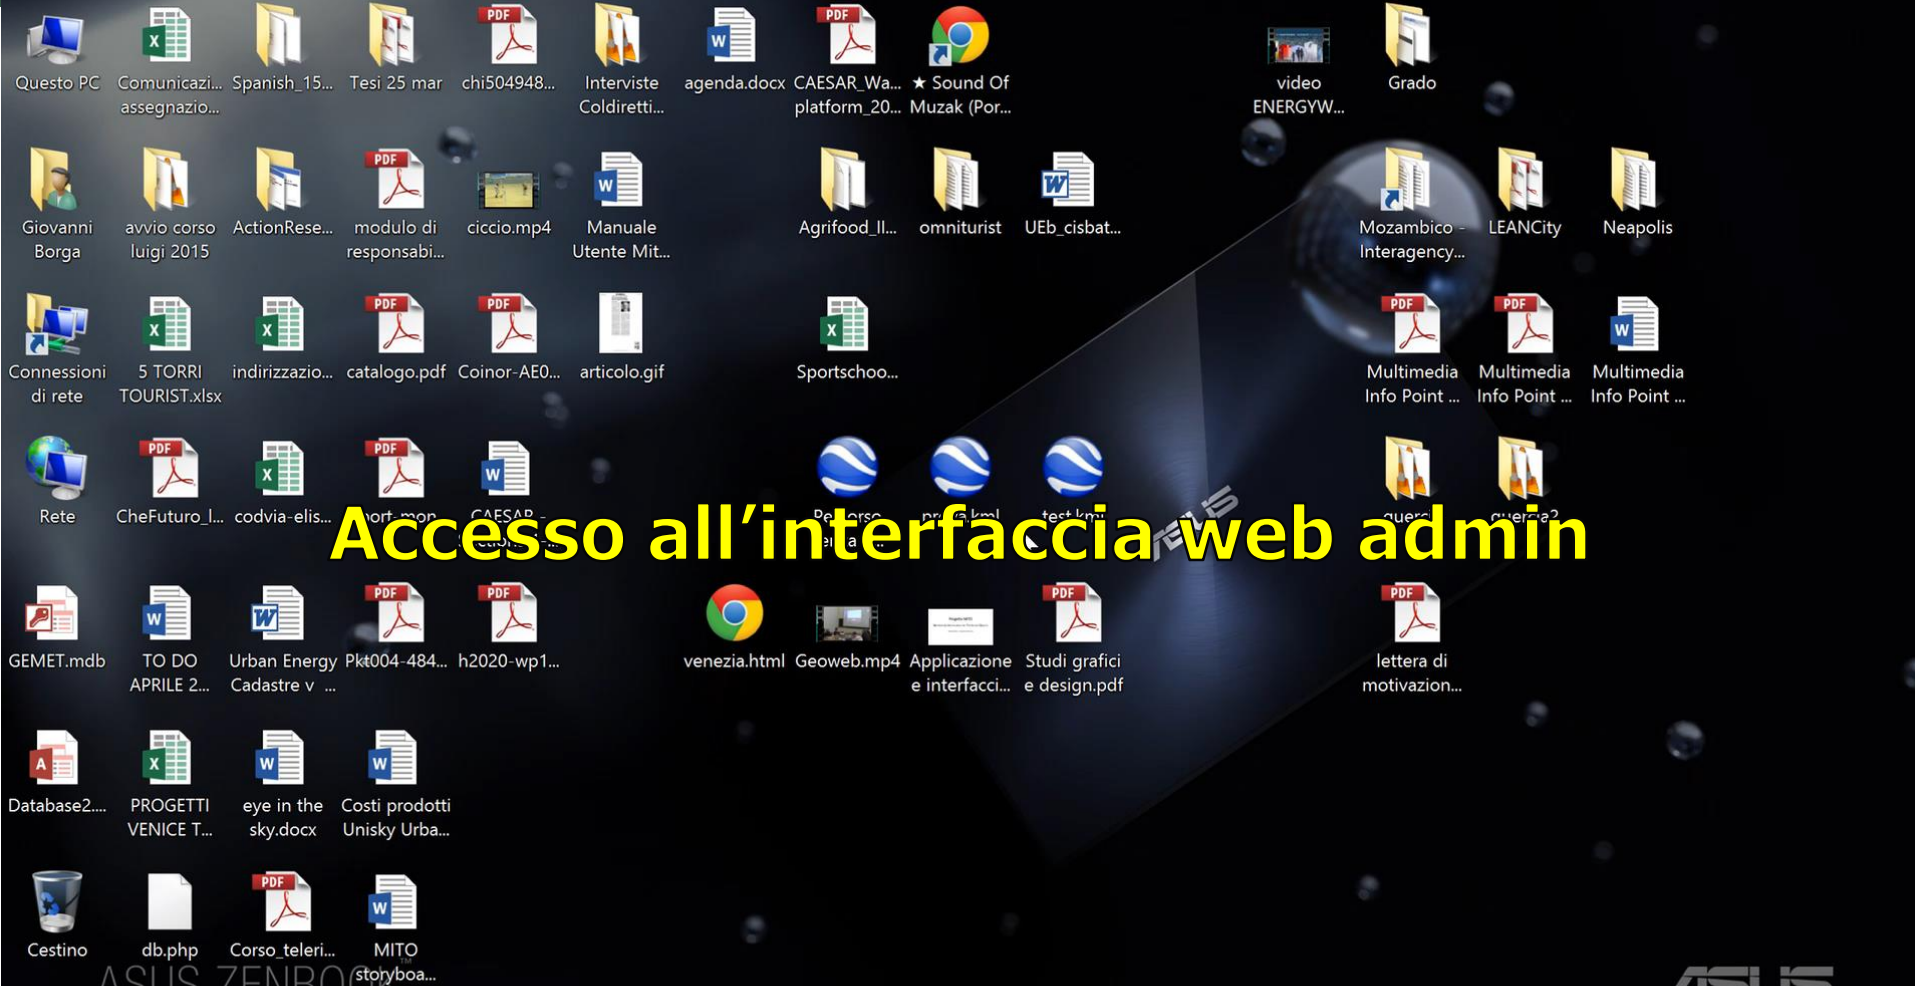 Questo PC
Comunicazi...
assegnazio...
Spanish_15...
Tesi 25 mar
chi504948...
Interviste
Coldiretti...
agenda.docx
CAESAR_Wa...
platform_20...
★ Sound Of
Muzak (Por...
video
ENERGYW...
Grado
Giovanni
Borga
avvio corso
luigi 2015
ActionRese...
modulo di
responsabi...
ciccio.mp4
Manuale
Utente Mit...
Agrifood_II...
omniturist
UEb_cisbat...
Mozambico -
Interagency...
LEANCity
Neapolis
Connessioni
di rete
5 TORRI
TOURIST.xlsx
indirizzazio...
catalogo.pdf
Coinor-AE0...
articolo.gif
Sportschoo...
Multimedia
Info Point ...
Multimedia
Info Point ...
Multimedia
Info Point ...
Rete
CheFuturo_l...
codvia-elis...
CAESAR -
test.kml
Accesso all’interfaccia web admin
GEMET.mdb
TO DO
APRILE 2...
Urban Energy
Cadastre v ...
Pkt004-484...
h2020-wp1...
venezia.html
Geoweb.mp4
Applicazione
e interfacci...
Studi grafici
e design.pdf
lettera di
motivazion...
Database2....
PROGETTI
VENICE T...
eye in the
sky.docx
Costi prodotti
Unisky Urba...
Cestino
db.php
Corso_teleri...
MITO
storyboa...
ASUS ZENBOOK™
ASUS